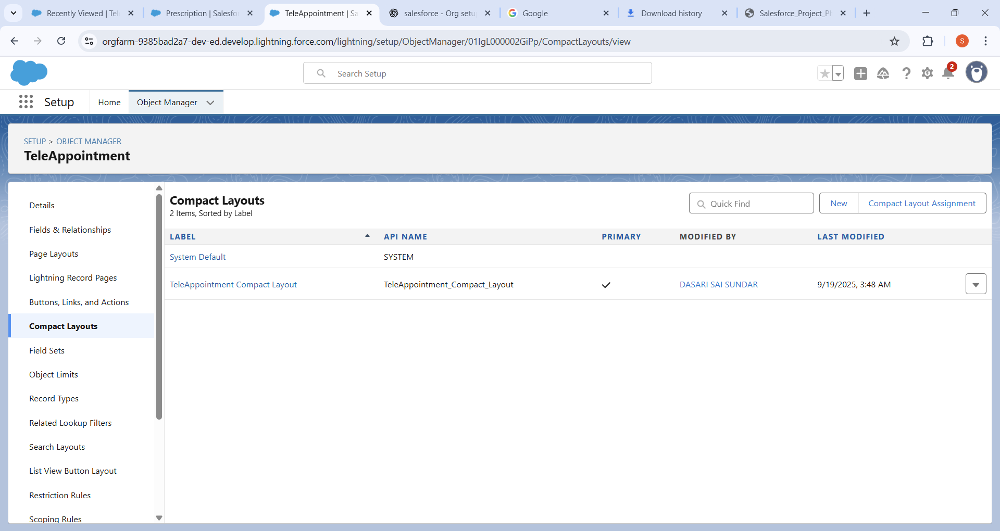 Recently Viewed | Tel
Prescription | Salesfo
TeleAppointment | Sa
salesforce - Org setu
Google
Download history
Salesforce_Project_Ph
orgfarm-9385bad2a7-dev-ed.develop.lightning.force.com/lightning/setup/ObjectManager/01IgL000002GiPp/CompactLayouts/view
S
Search Setup
2
Setup
Home
Object Manager
SETUP > OBJECT MANAGER
TeleAppointment
Details
Fields & Relationships
Page Layouts
Lightning Record Pages
Buttons, Links, and Actions
Compact Layouts
Field Sets
Object Limits
Record Types
Related Lookup Filters
Search Layouts
List View Button Layout
Restriction Rules
Scoping Rules
Compact Layouts
2 Items, Sorted by Label
Quick Find
New
Compact Layout Assignment
LABEL API NAME PRIMARY MODIFIED BY LAST MODIFIED
System Default SYSTEM
TeleAppointment Compact Layout TeleAppointment_Compact_Layout DASARI SAI SUNDAR 9/19/2025, 3:48 AM